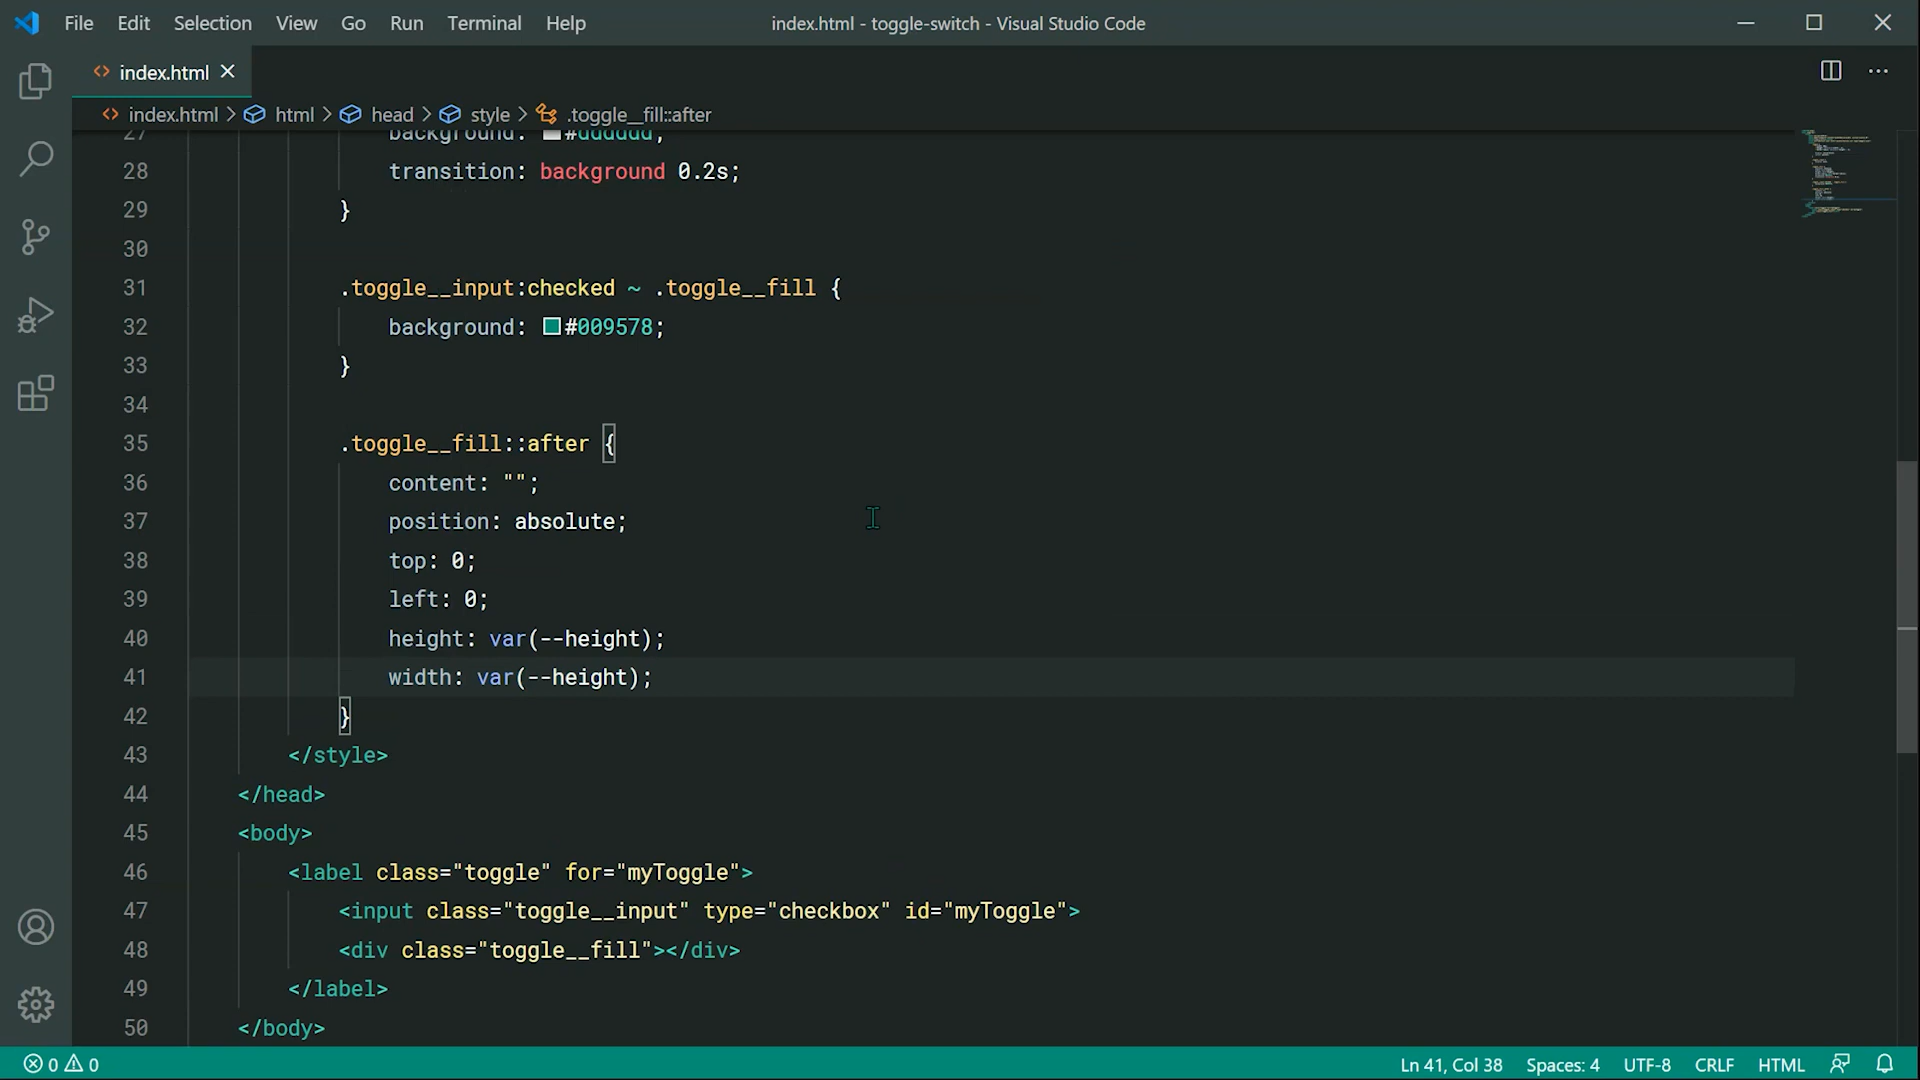 File Edit Selection View Go Run Terminal Help index.html - toggle-switch - Visual Studio Code
index.html
index.html > html > head > style > .toggle__fill::after
27 background: #dddddd;
28 transition: background 0.2s;
29 }
30
31 .toggle__input:checked ~ .toggle__fill {
32 background: #009578;
33 }
34
35 .toggle__fill::after {
36 content: "";
37 position: absolute;
38 top: 0;
39 left: 0;
40 height: var(--height);
41 width: var(--height);
42 }
43 </style>
44 </head>
45 <body>
46 <label class="toggle" for="myToggle">
47 <input class="toggle__input" type="checkbox" id="myToggle">
48 <div class="toggle__fill"></div>
49 </label>
50 </body>
0 0 Ln 41, Col 38 Spaces: 4 UTF-8 CRLF HTML